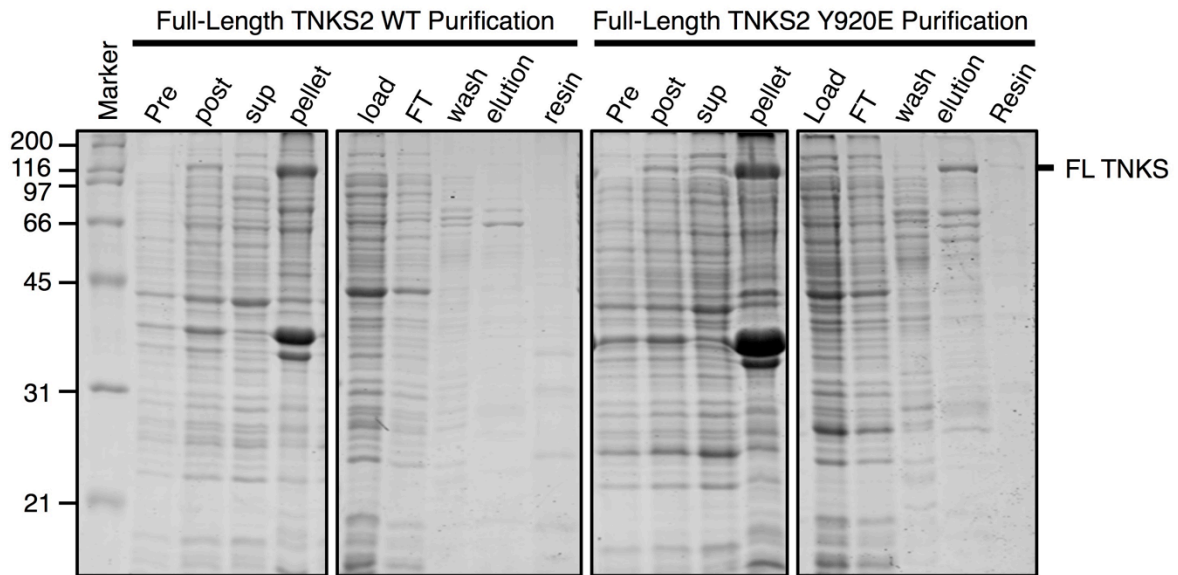 Full-Length TNKS2 WT Purification
Full-Length TNKS2 Y920E Purification
Marker
Pre
post
sup
pellet
load
FT
wash
elution
resin
Pre
post
sup
pellet
Load
FT
wash
elution
Resin
200
116
97
66
45
31
21
FL TNKS